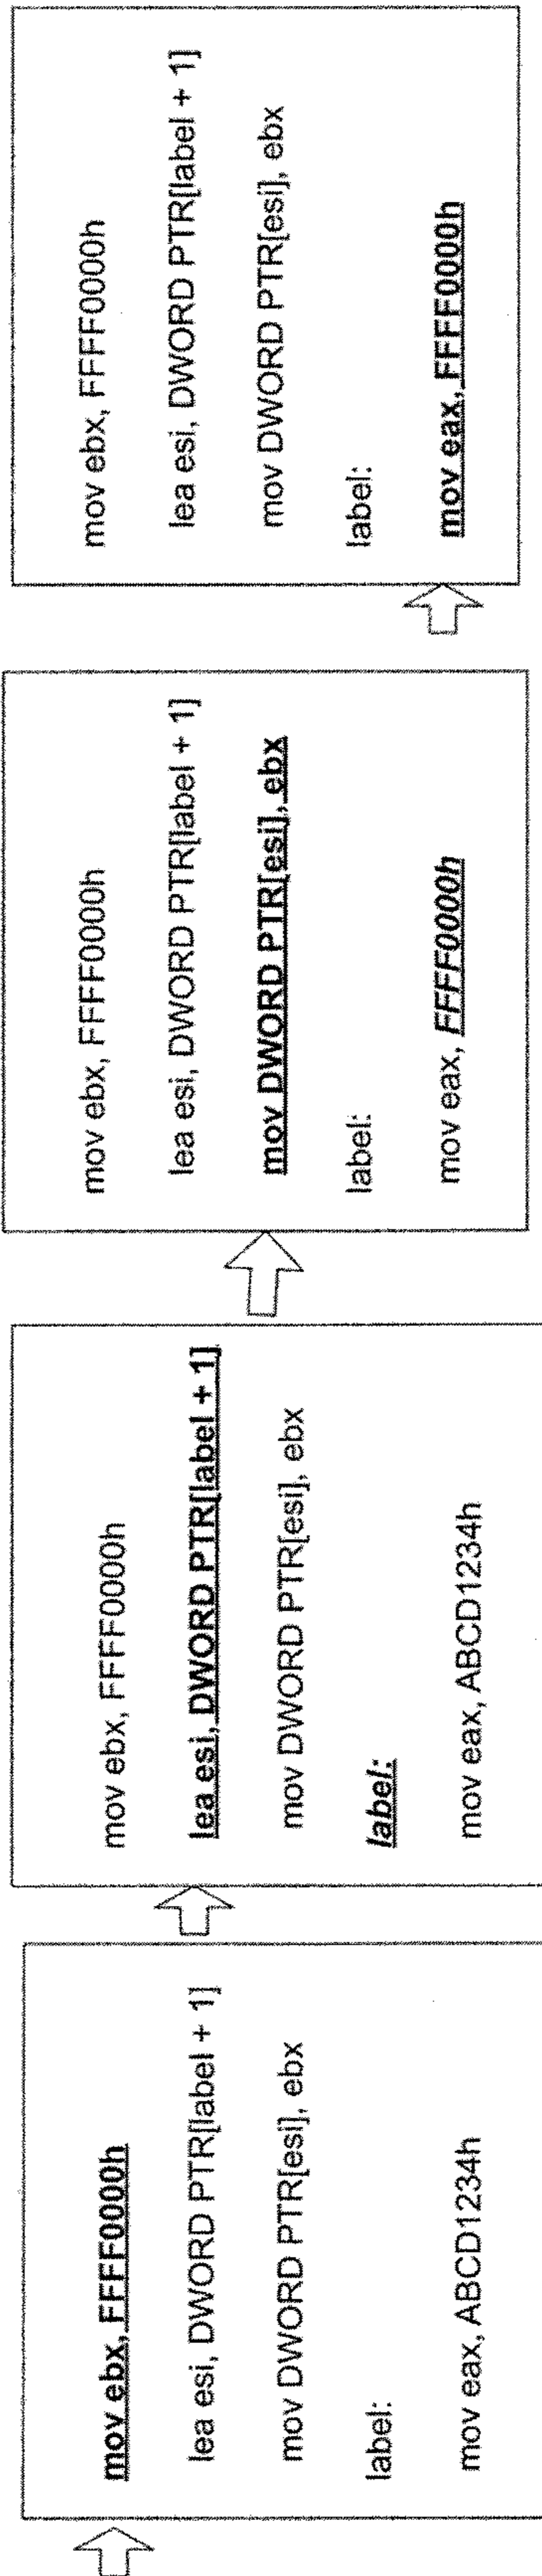 mov ebx, FFFF0000h
lea esi, DWORD PTR[label + 1]
mov DWORD PTR[esi], ebx
label:
mov eax, ABCD1234h
mov ebx, FFFF0000h
lea esi, DWORD PTR[label + 1]
mov DWORD PTR[esi], ebx
label:
mov eax, ABCD1234h
mov ebx, FFFF0000h
lea esi, DWORD PTR[label + 1]
mov DWORD PTR[esi], ebx
label:
mov eax, FFFF0000h
mov ebx, FFFF0000h
lea esi, DWORD PTR[label + 1]
mov DWORD PTR[esi], ebx
label:
mov eax, FFFF0000h